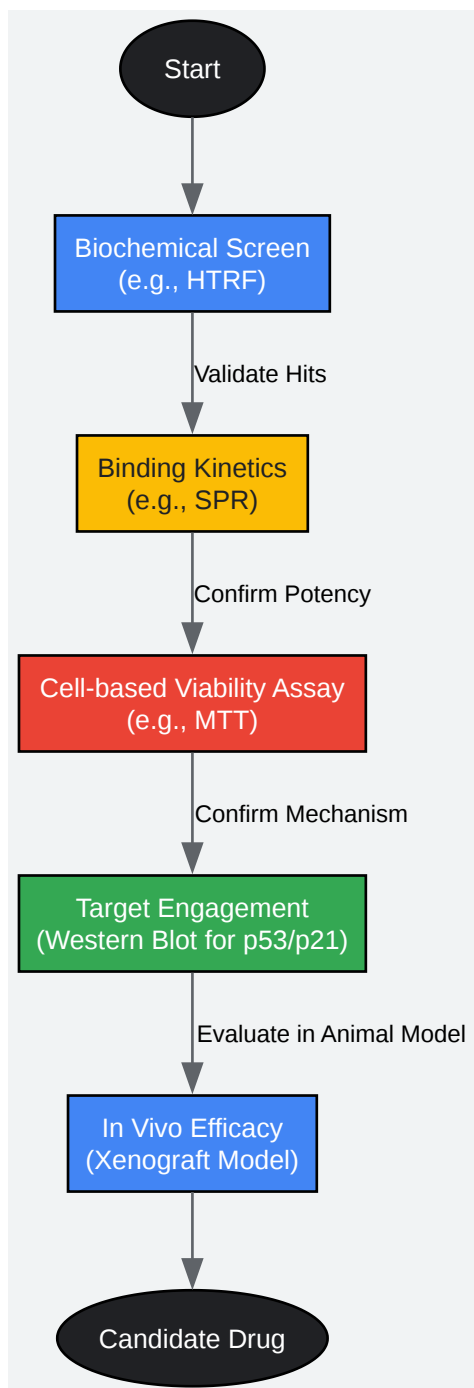 Start
Biochemical Screen
(e.g., HTRF)
Validate Hits
Binding Kinetics
(e.g., SPR)
Confirm Potency
Cell-based Viability Assay
(e.g., MTT)
Confirm Mechanism
Target Engagement
(Western Blot for p53/p21)
Evaluate in Animal Model
In Vivo Efficacy
(Xenograft Model)
Candidate Drug